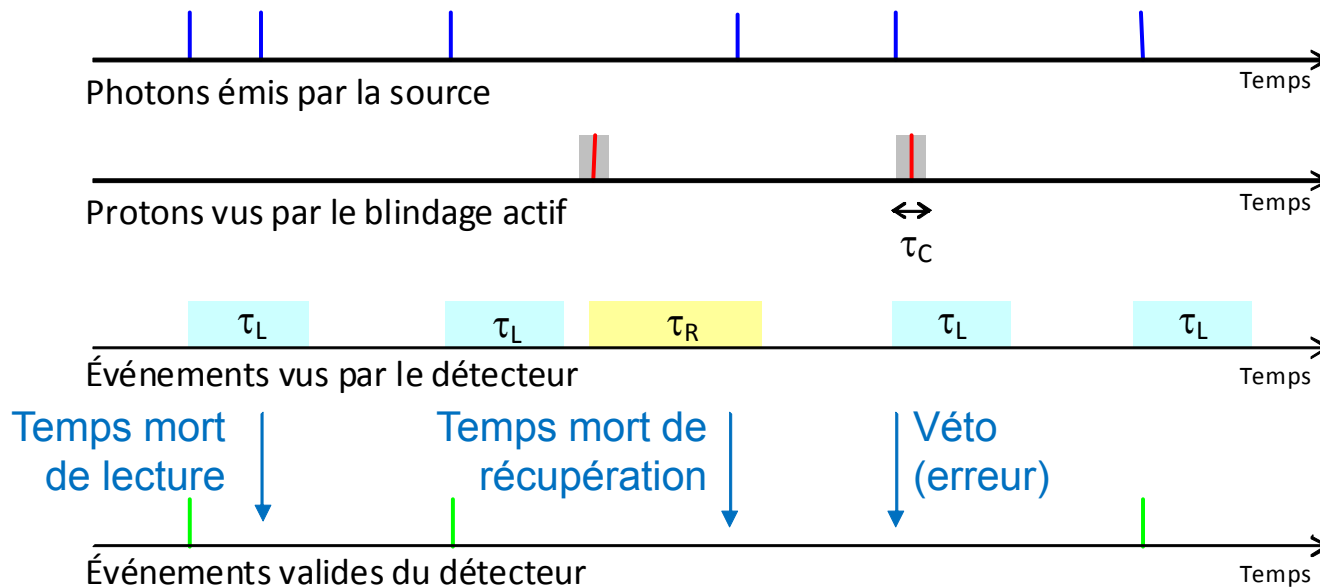 Temps
Photons émis par la source
Temps
Protons vus par le blindage actif
τC
τL
τL
τR
τL
τL
Événements vus par le détecteur
Temps
Temps mort
de lecture
Temps mort de
récupération
Véto
(erreur)
Événements valides du détecteur
Temps